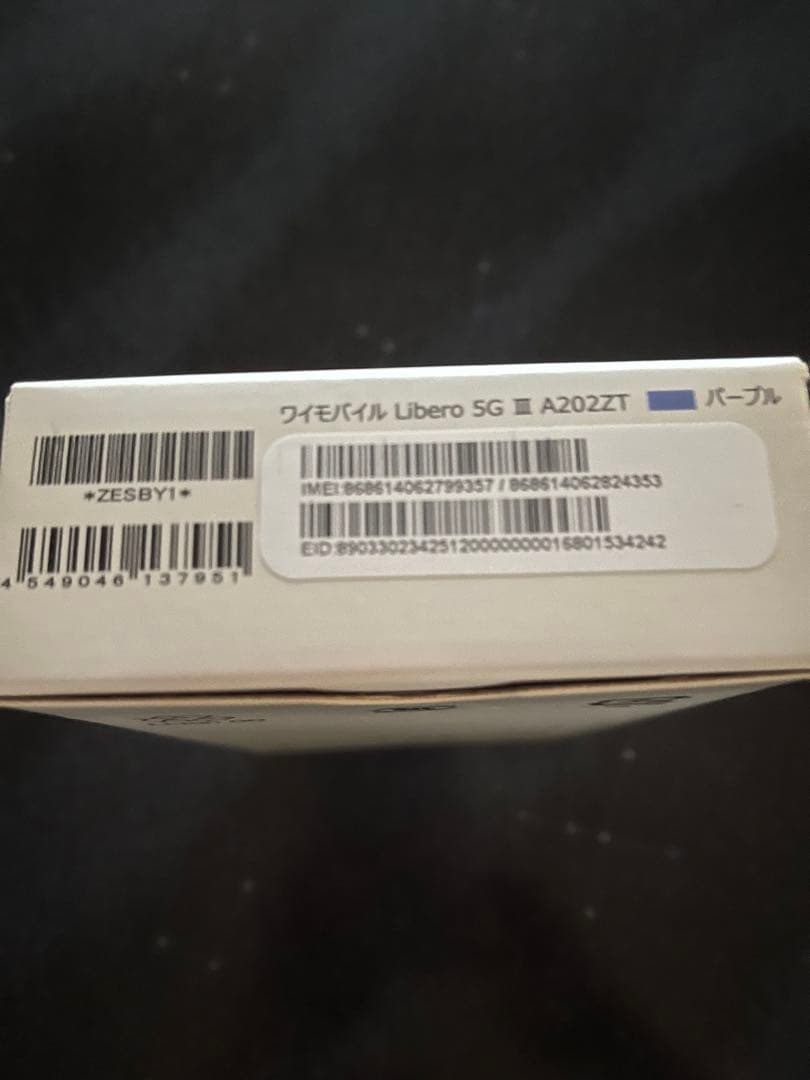 ワイモバイル Libero 5G Ⅲ A202ZT パープル
*ZESBY1*
IMEI:868614062799357 / 868614062824353
EID:89033023425120000000016801534242
4 549046 137951